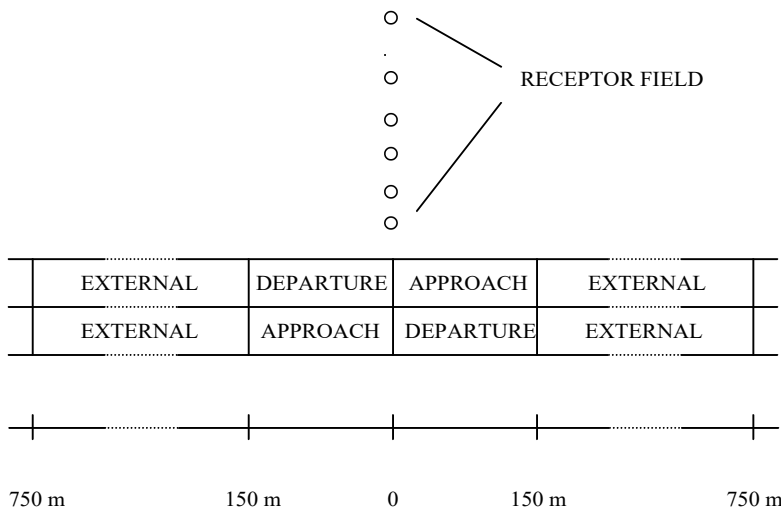 RECEPTOR FIELD
EXTERNAL DEPARTURE APPROACH EXTERNAL
EXTERNAL APPROACH DEPARTURE EXTERNAL
750 m 150 m 0 150 m 750 m